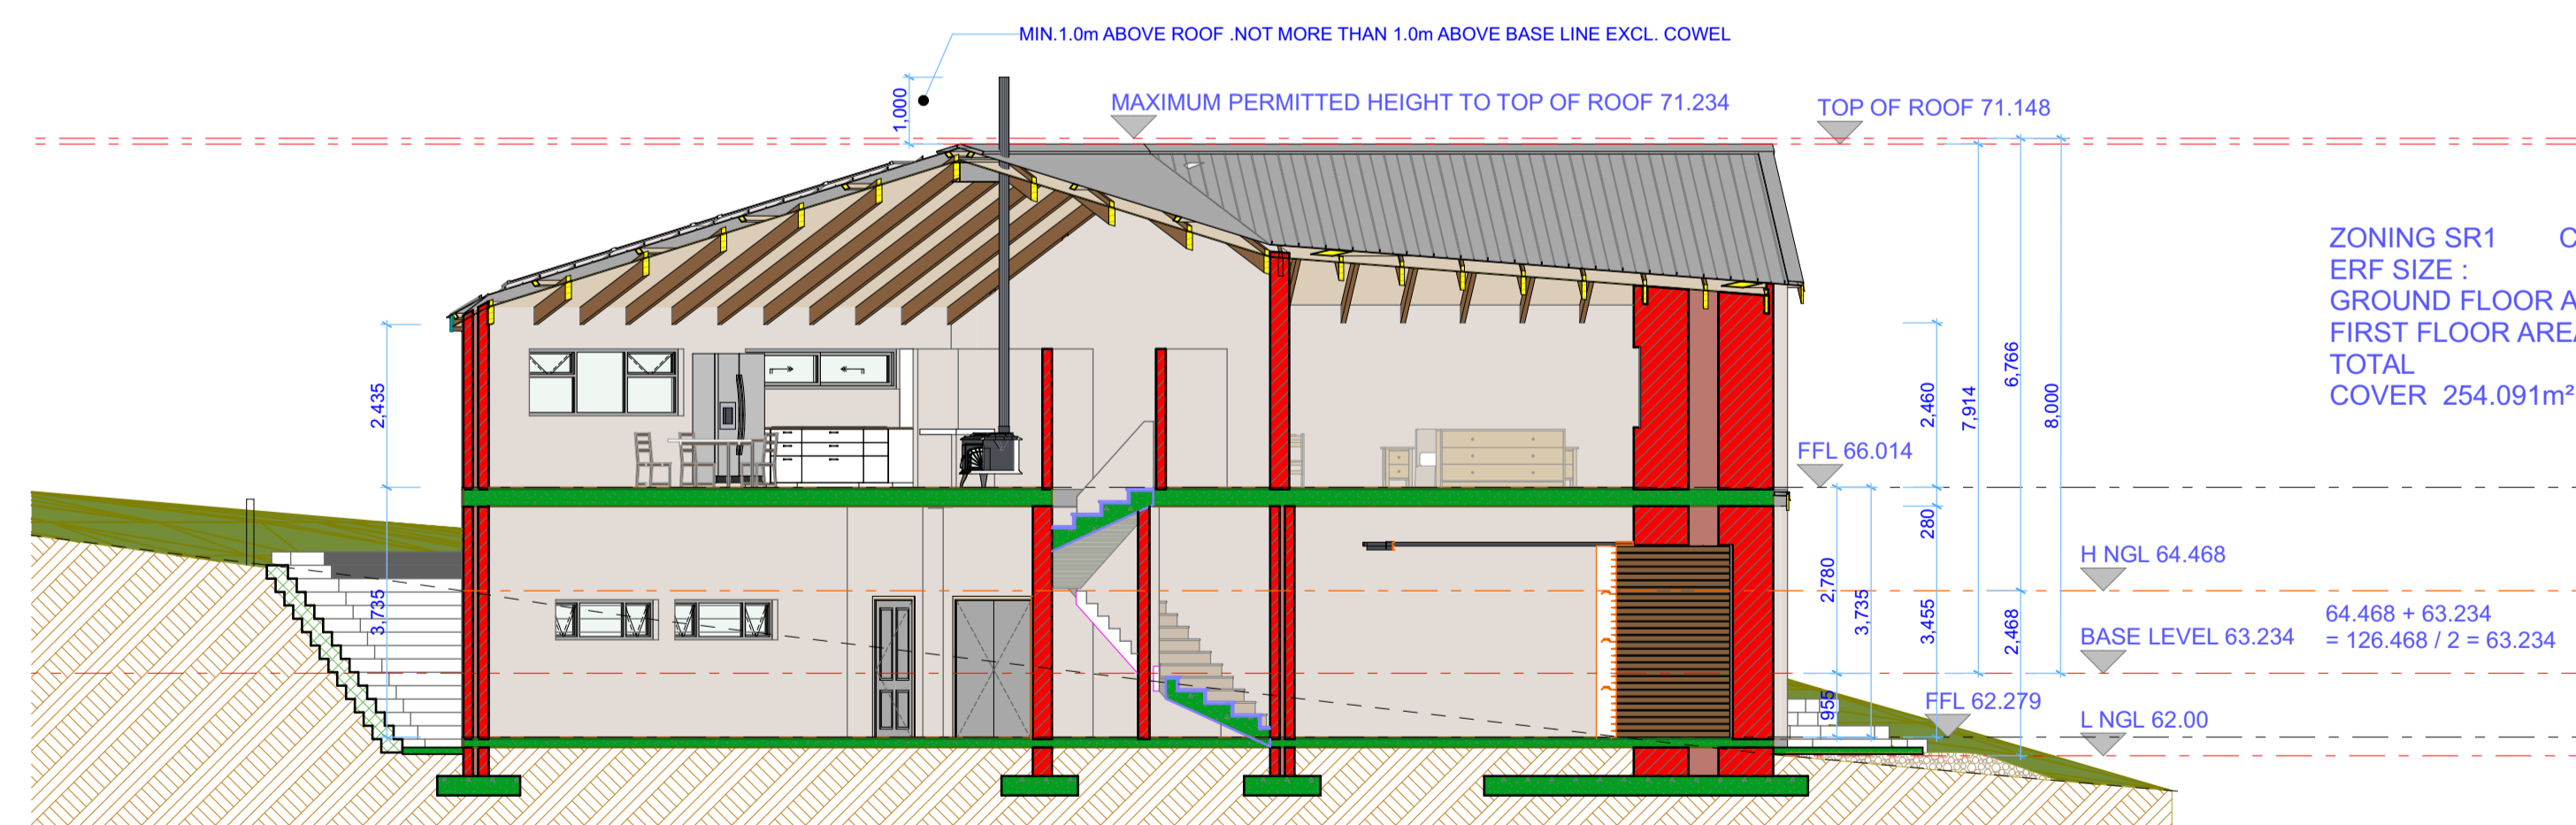 MIN.1.0m ABOVE ROOF .NOT MORE THAN 1.0m ABOVE BASE LINE EXCL. COWEL
1,000
MAXIMUM PERMITTED HEIGHT TO TOP OF ROOF 71.234
TOP OF ROOF 71.148
ZONING SR1 C
ERF SIZE :
GROUND FLOOR A
FIRST FLOOR AREA
TOTAL
COVER 254.091m²
2,435
3,735
2,460
7,914
6,766
8,000
FFL 66.014
280
2,780
3,735
3,455
2,468
955
H NGL 64.468
64.468 + 63.234
= 126.468 / 2 = 63.234
BASE LEVEL 63.234
FFL 62.279
L NGL 62.00